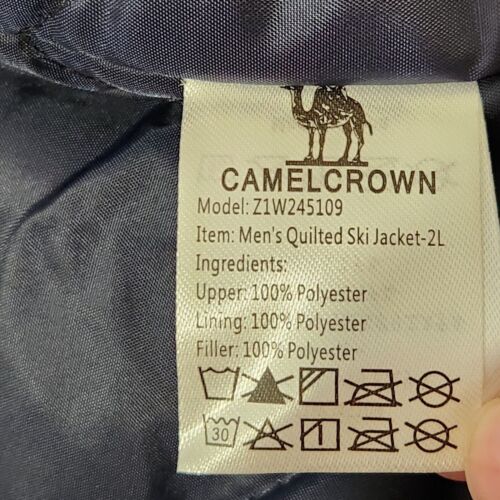 CAMELCROWN
Model: Z1W245109
Item: Men's Quilted Ski Jacket-2L
Ingredients:
Upper: 100% Polyester
Lining: 100% Polyester
Filler: 100% Polyester
30 1